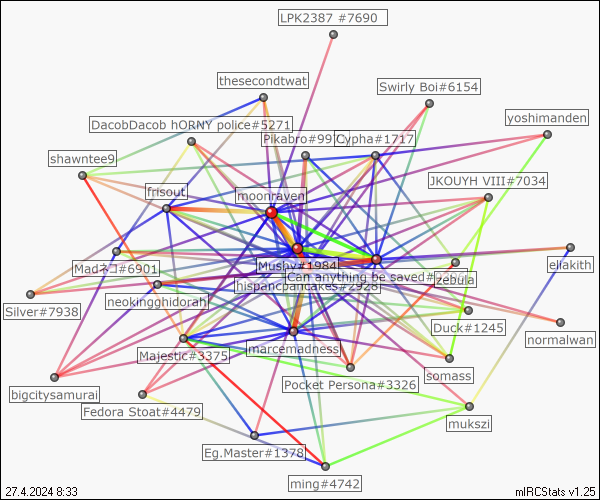 LPK2387 #7690
thesecondtwat
Swirly Boi#6154
yoshimanden
DacobDacob hORNY police#5271
Pikabro#99
Cypha#1717
shawntee9
JKOUYH VIII#7034
frisout
moonraven
Mushy#1984
ellakith
Madネコ#6901
Can anything be saved#
zebula
hispancpancakes#2928
neokingghidorah
Silver#7938
Duck#1245
normalwan
marcemadness
Majestic#3375
somass
Pocket Persona#3326
bigcitysamurai
Fedora Stoat#4479
mukszi
Eg.Master#1378
ming#4742
27.4.2024 8:33
mIRCStats v1.25